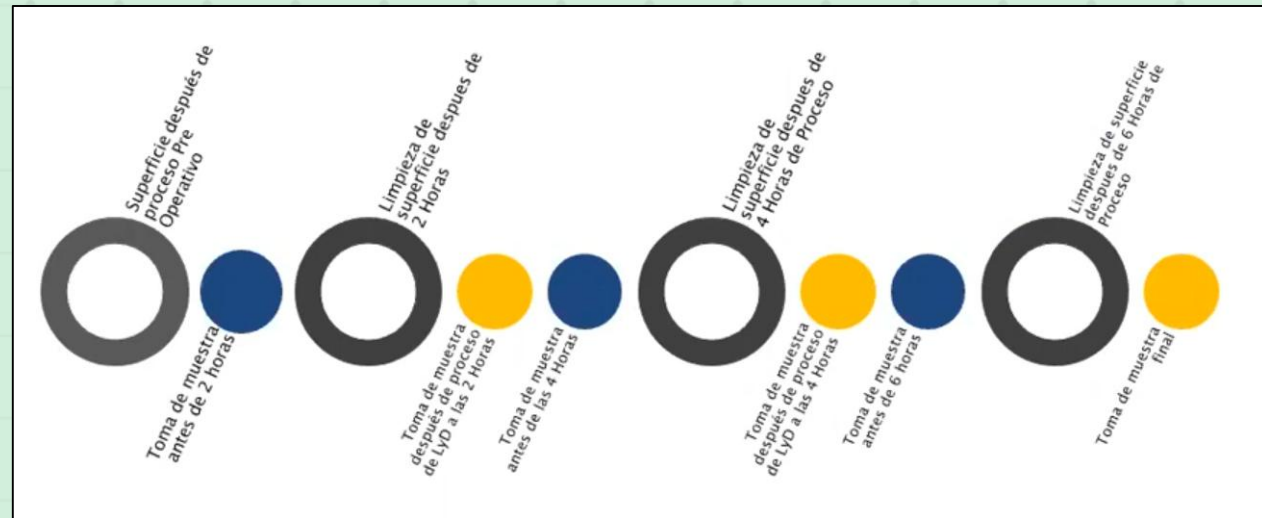 Superficie después de
proceso Pre
Operativo
Toma de muestra
antes de 2 horas
Limpieza de
superficie despues de
2 Horas
Toma de muestra
después de proceso
de LyD a las 2 Horas
Toma de muestra
antes de las 4 Horas
Limpieza de
superficie despues de
4 Horas de Proceso
Toma de muestra
después de proceso
de LyD a las 4 Horas
Toma de muestra
antes de 6 horas
Limpieza de superficie
despues de 6 Horas de
Proceso
Toma de muestra
final